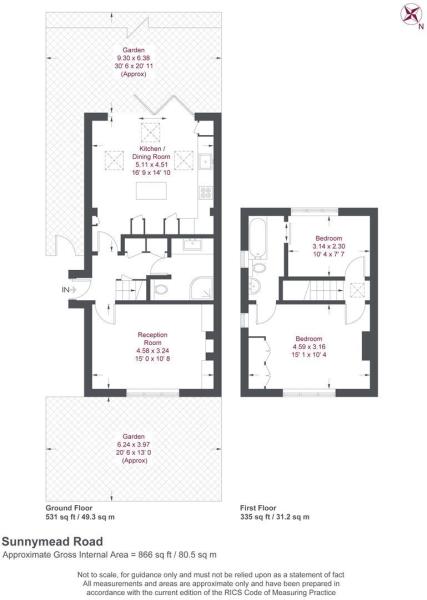 N
Garden
9.30 x 6.38
30' 6 x 20' 11
(Approx)
Kitchen /
Dining Room
5.11 x 4.51
16' 9 x 14' 10
IN
Reception
Room
4.58 x 3.24
15' 0 x 10' 8
Bedroom
3.14 x 2.30
10' 4 x 7' 7
Bedroom
4.59 x 3.16
15' 1 x 10' 4
Garden
6.24 x 3.97
20' 6 x 13' 0
(Approx)
Ground Floor
531 sq ft / 49.3 sq m
First Floor
335 sq ft / 31.2 sq m
Sunnymead Road
Approximate Gross Internal Area = 866 sq ft / 80.5 sq m
Not to scale, for guidance only and must not be relied upon as a statement of fact
All measurements and areas are approximate only and have been prepared in
accordance with the current edition of the RICS Code of Measuring Practice